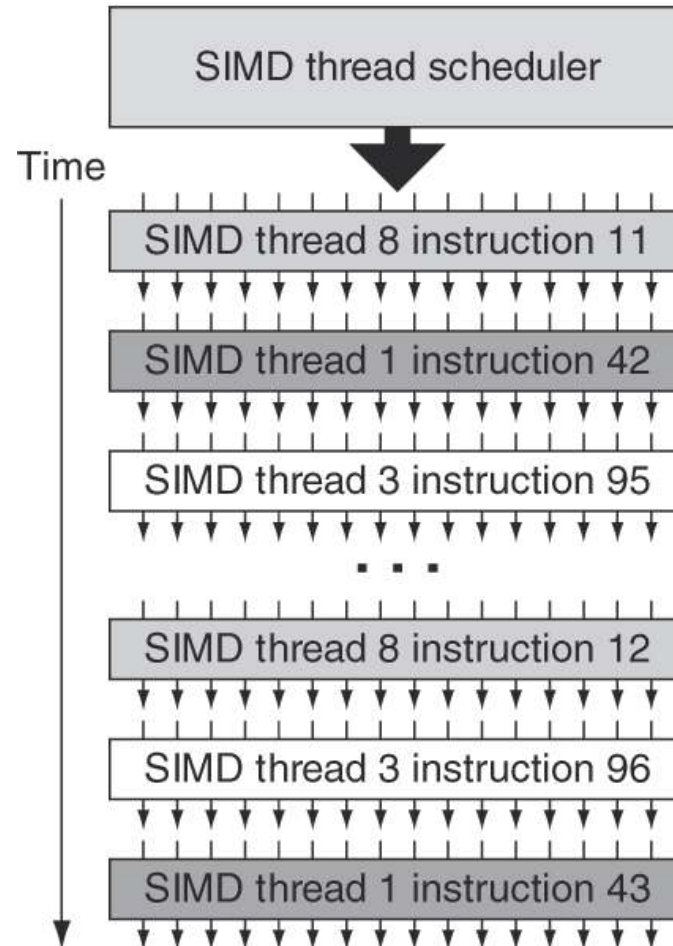 SIMD thread scheduler
Time
SIMD thread 8 instruction 11
SIMD thread 1 instruction 42
SIMD thread 3 instruction 95
. . .
SIMD thread 8 instruction 12
SIMD thread 3 instruction 96
SIMD thread 1 instruction 43